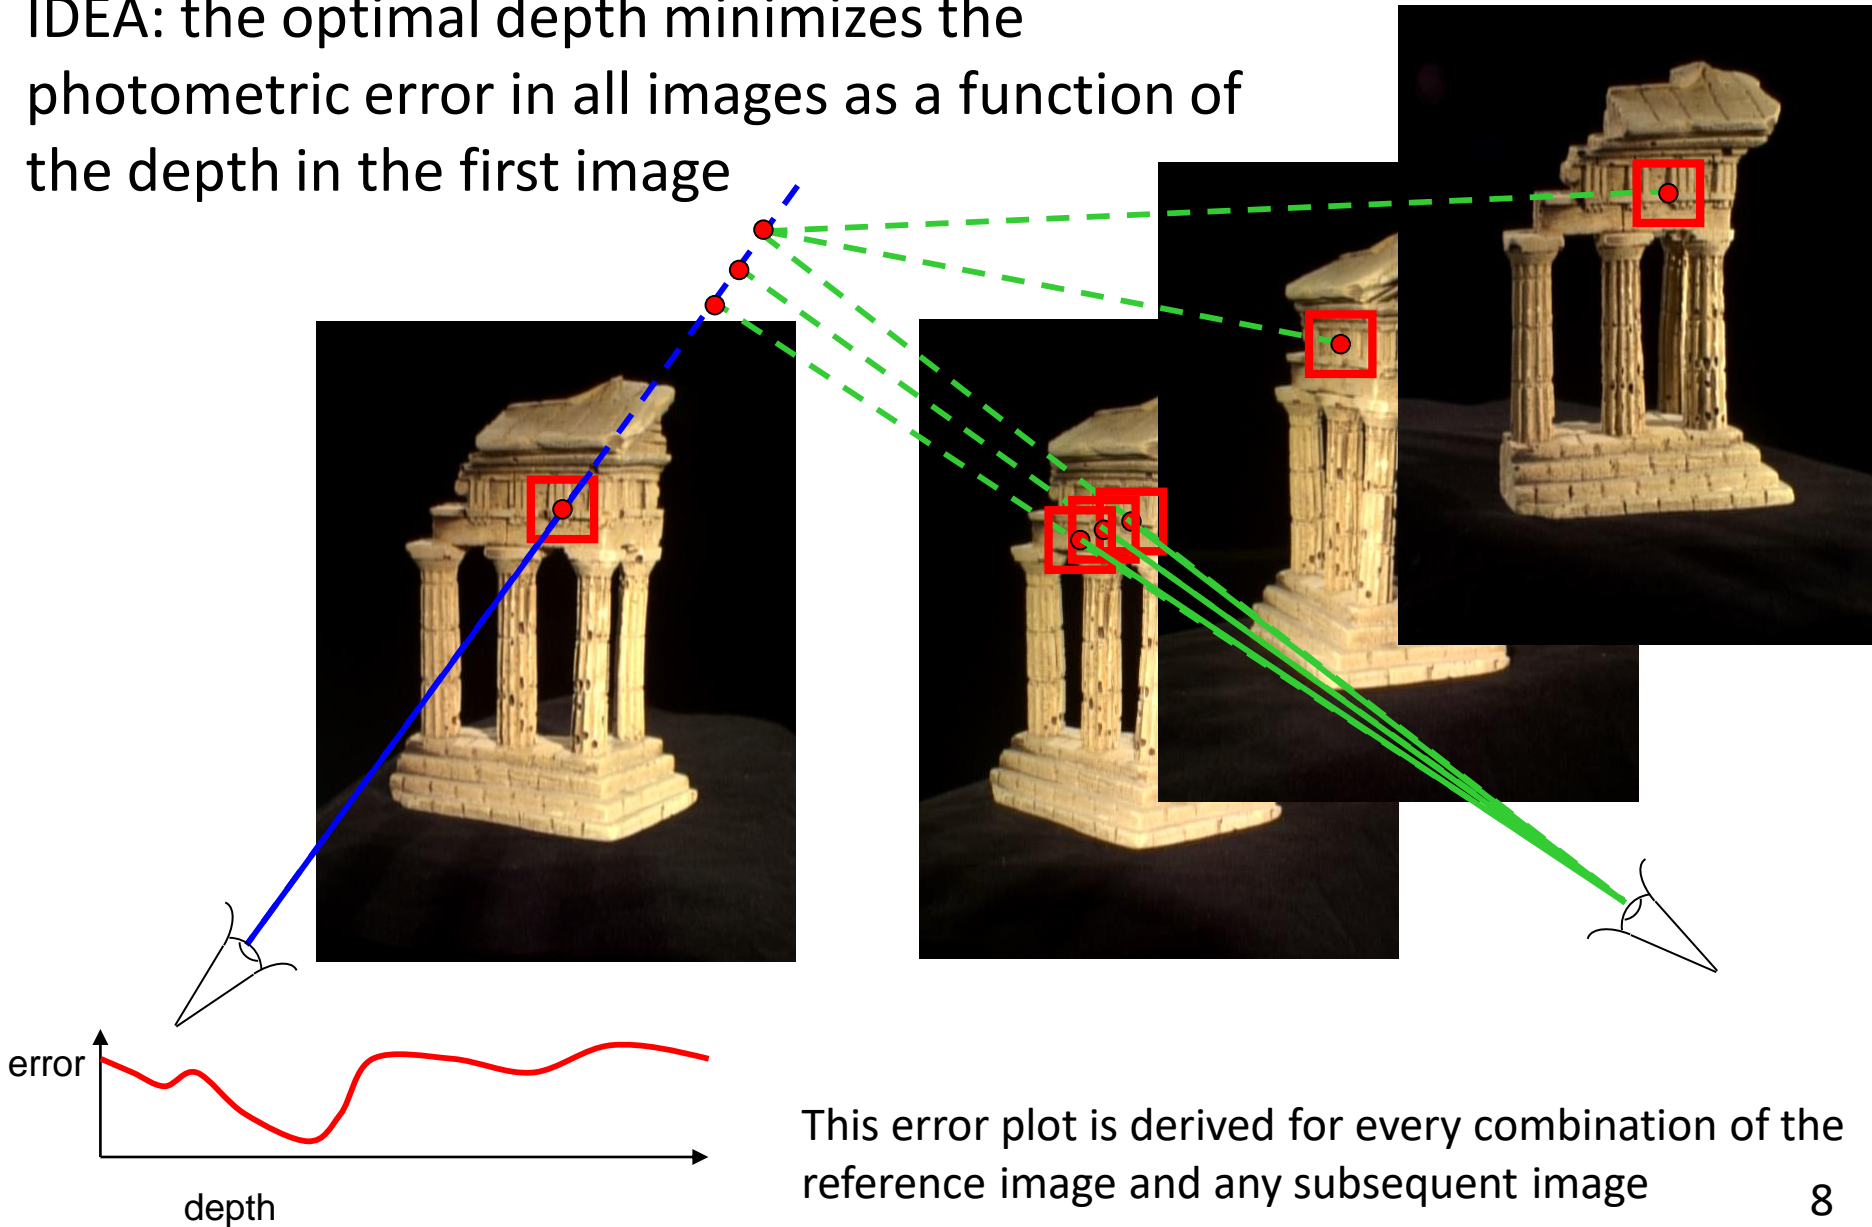 IDEA: the optimal depth minimizes the
photometric error in all images as a function of
the depth in the first image
error
depth
This error plot is derived for every combination of the
reference image and any subsequent image
8